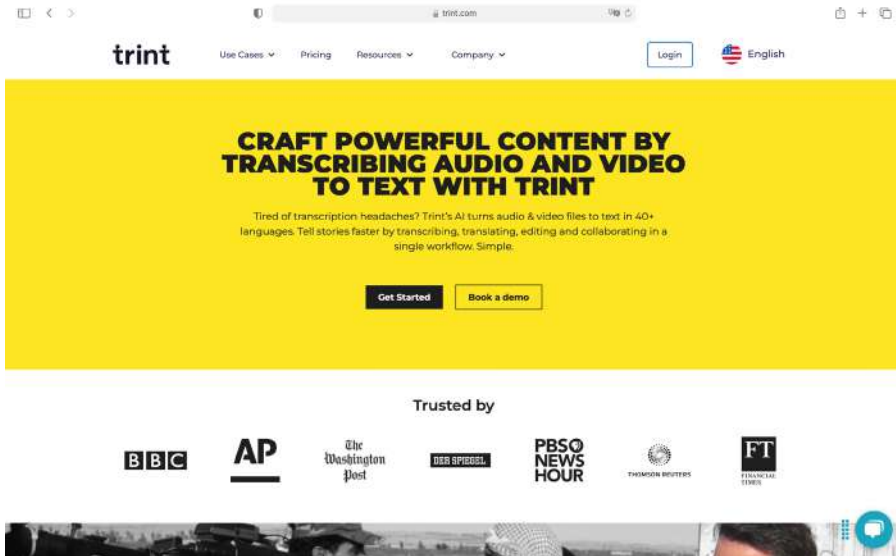 trint.com
trint
Use Cases
Pricing
Resources
Company
Login
English
CRAFT POWERFUL CONTENT BY
TRANSCRIBING AUDIO AND VIDEO
TO TEXT WITH TRINT
Tired of transcription headaches? Trint's AI turns audio & video files to text in 40+
languages. Tell stories faster by transcribing, translating, editing and collaborating in a
single workflow. Simple.
Get Started
Book a demo
Trusted by
BBC
AP
The
Washington
Post
DER SPIEGEL
PBS
NEWS
HOUR
THOMSON REUTERS
FT
FINANCIAL
TIMES